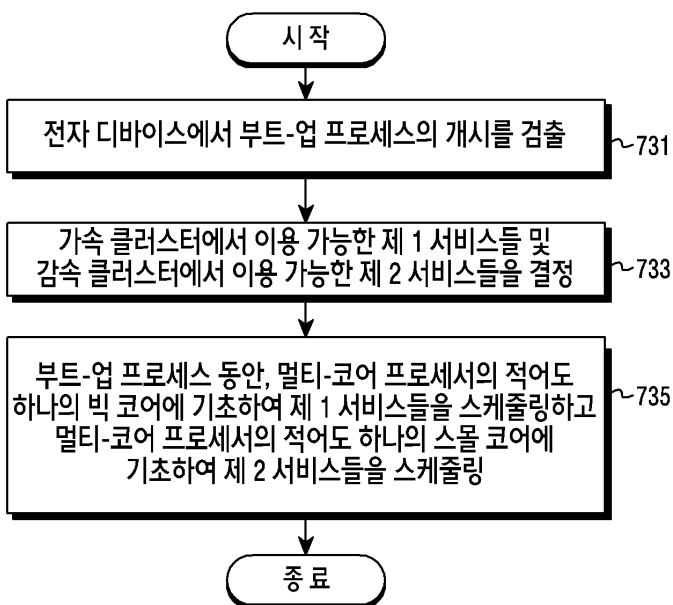 시 작
전자 디바이스에서 부트-업 프로세스의 개시를 검출
731
가속 클러스터에서 이용 가능한 제 1 서비스들 및
감속 클러스터에서 이용 가능한 제 2 서비스들을 결정
733
부트-업 프로세스 동안, 멀티-코어 프로세서의 적어도
하나의 빅 코어에 기초하여 제 1 서비스들을 스케줄링하고
멀티-코어 프로세서의 적어도 하나의 스몰 코어에
기초하여 제 2 서비스들을 스케줄링
735
종 료